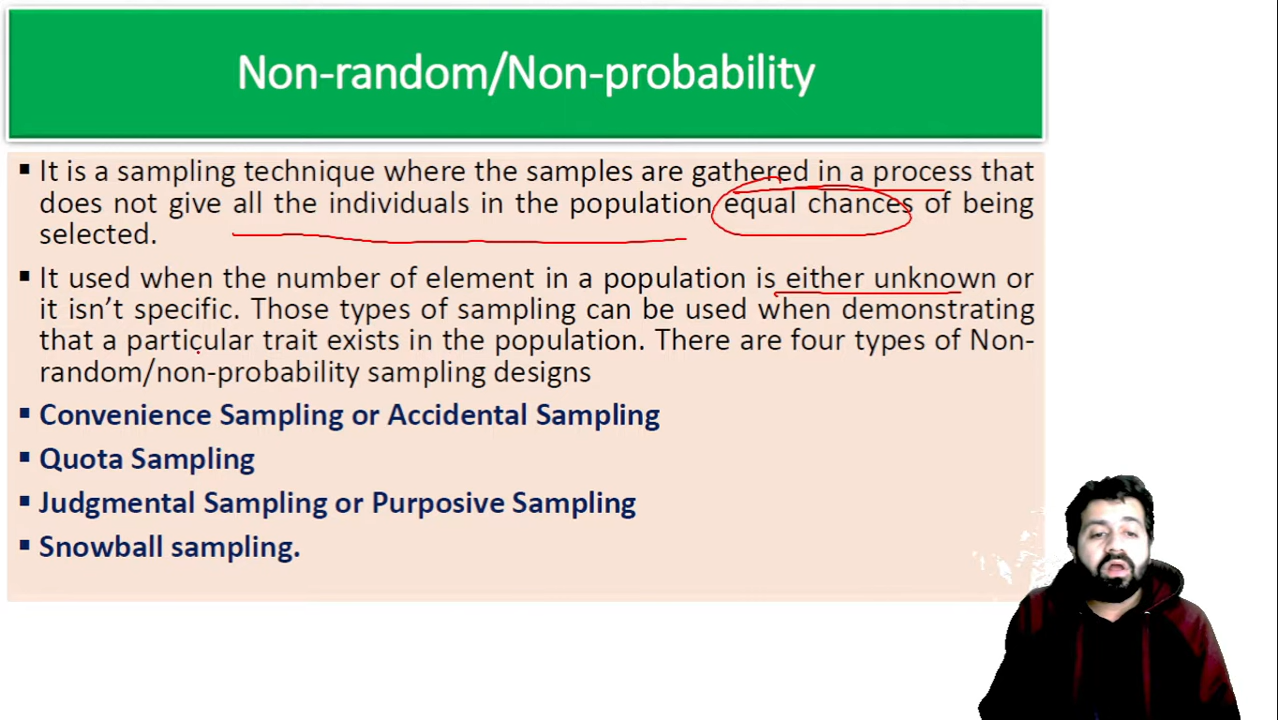 Non-random/Non-probability
▪ It is a sampling technique where the samples are gathered in a process that
does not give all the individuals in the population equal chances of being
selected.
▪ It used when the number of element in a population is either unknown or
it isn’t specific. Those types of sampling can be used when demonstrating
that a particular trait exists in the population. There are four types of Non-
random/non-probability sampling designs
▪ Convenience Sampling or Accidental Sampling
▪ Quota Sampling
▪ Judgmental Sampling or Purposive Sampling
▪ Snowball sampling.